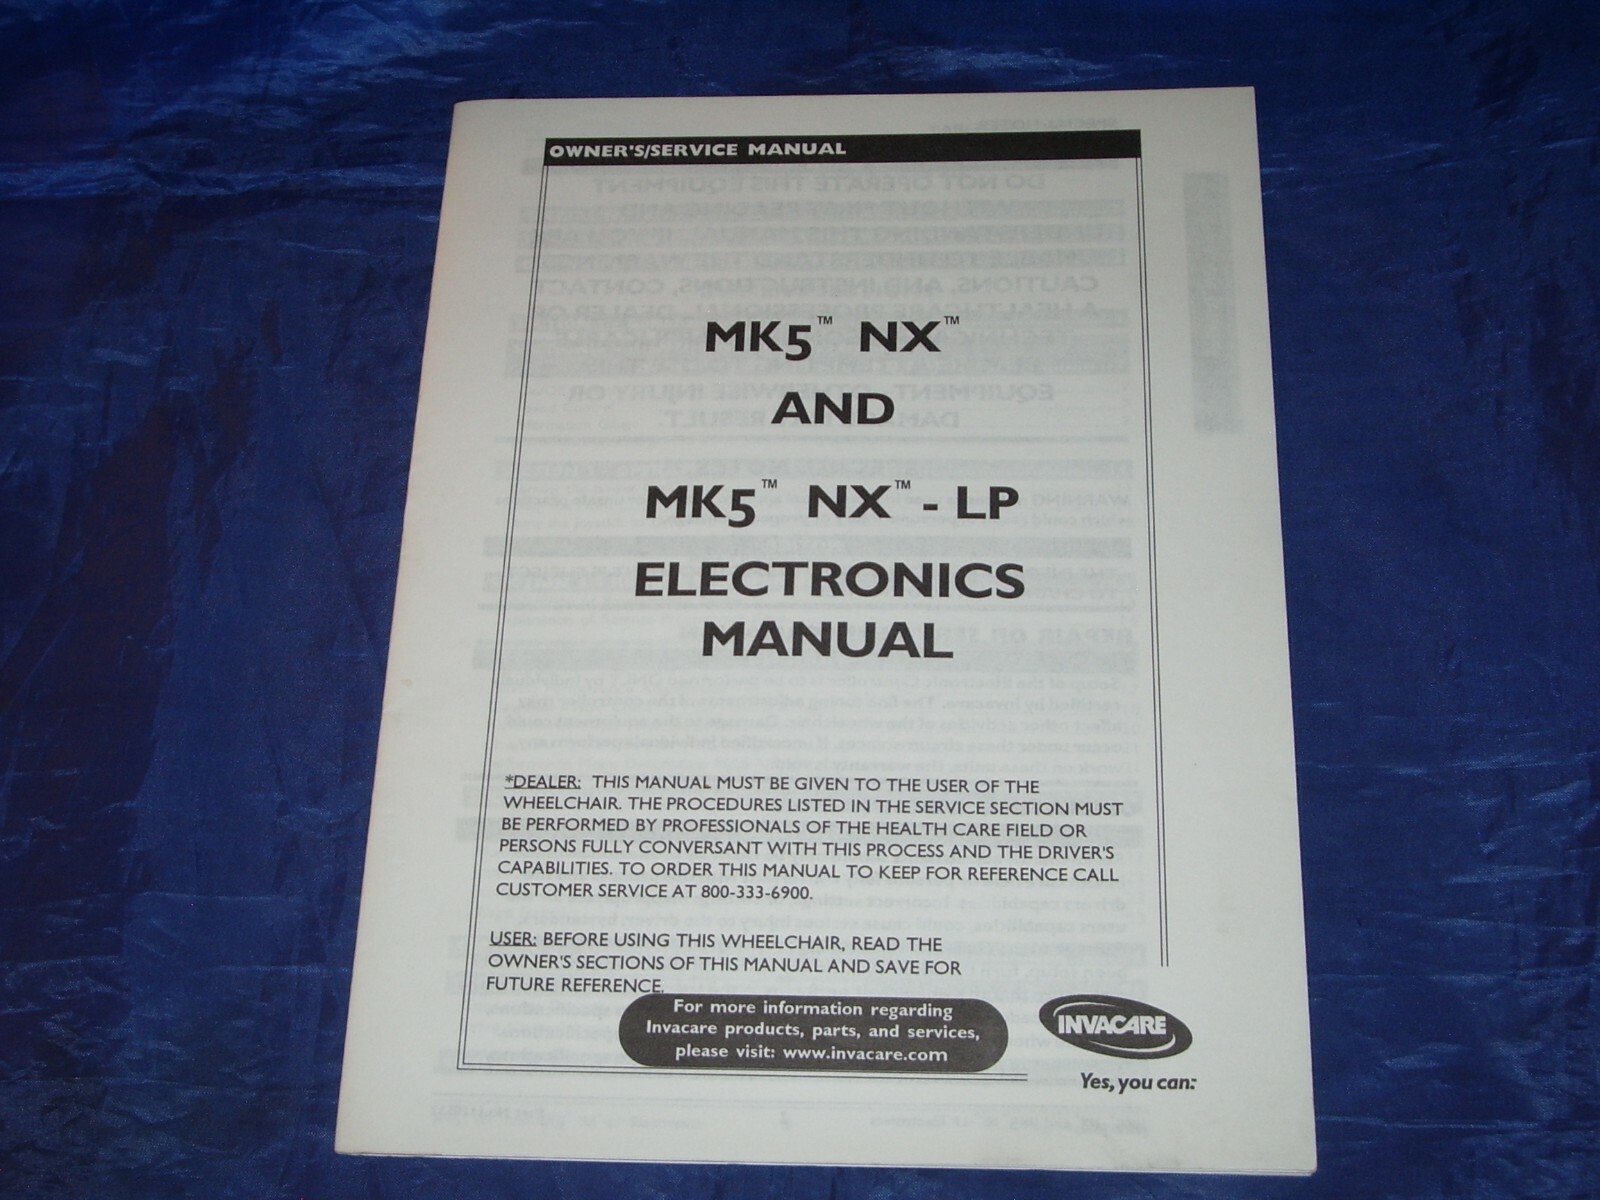 OWNER'S/SERVICE MANUAL
MK5™ NX™
AND
MK5™ NX™ - LP
ELECTRONICS
MANUAL
*DEALER: THIS MANUAL MUST BE GIVEN TO THE USER OF THE
WHEELCHAIR. THE PROCEDURES LISTED IN THE SERVICE SECTION MUST
BE PERFORMED BY PROFESSIONALS OF THE HEALTH CARE FIELD OR
PERSONS FULLY CONVERSANT WITH THIS PROCESS AND THE DRIVER'S
CAPABILITIES. TO ORDER THIS MANUAL TO KEEP FOR REFERENCE CALL
CUSTOMER SERVICE AT 800-333-6900.
USER: BEFORE USING THIS WHEELCHAIR, READ THE
OWNER'S SECTIONS OF THIS MANUAL AND SAVE FOR
FUTURE REFERENCE.
For more information regarding
Invacare products, parts, and services,
please visit: www.invacare.com
INVACARE
Yes, you can.